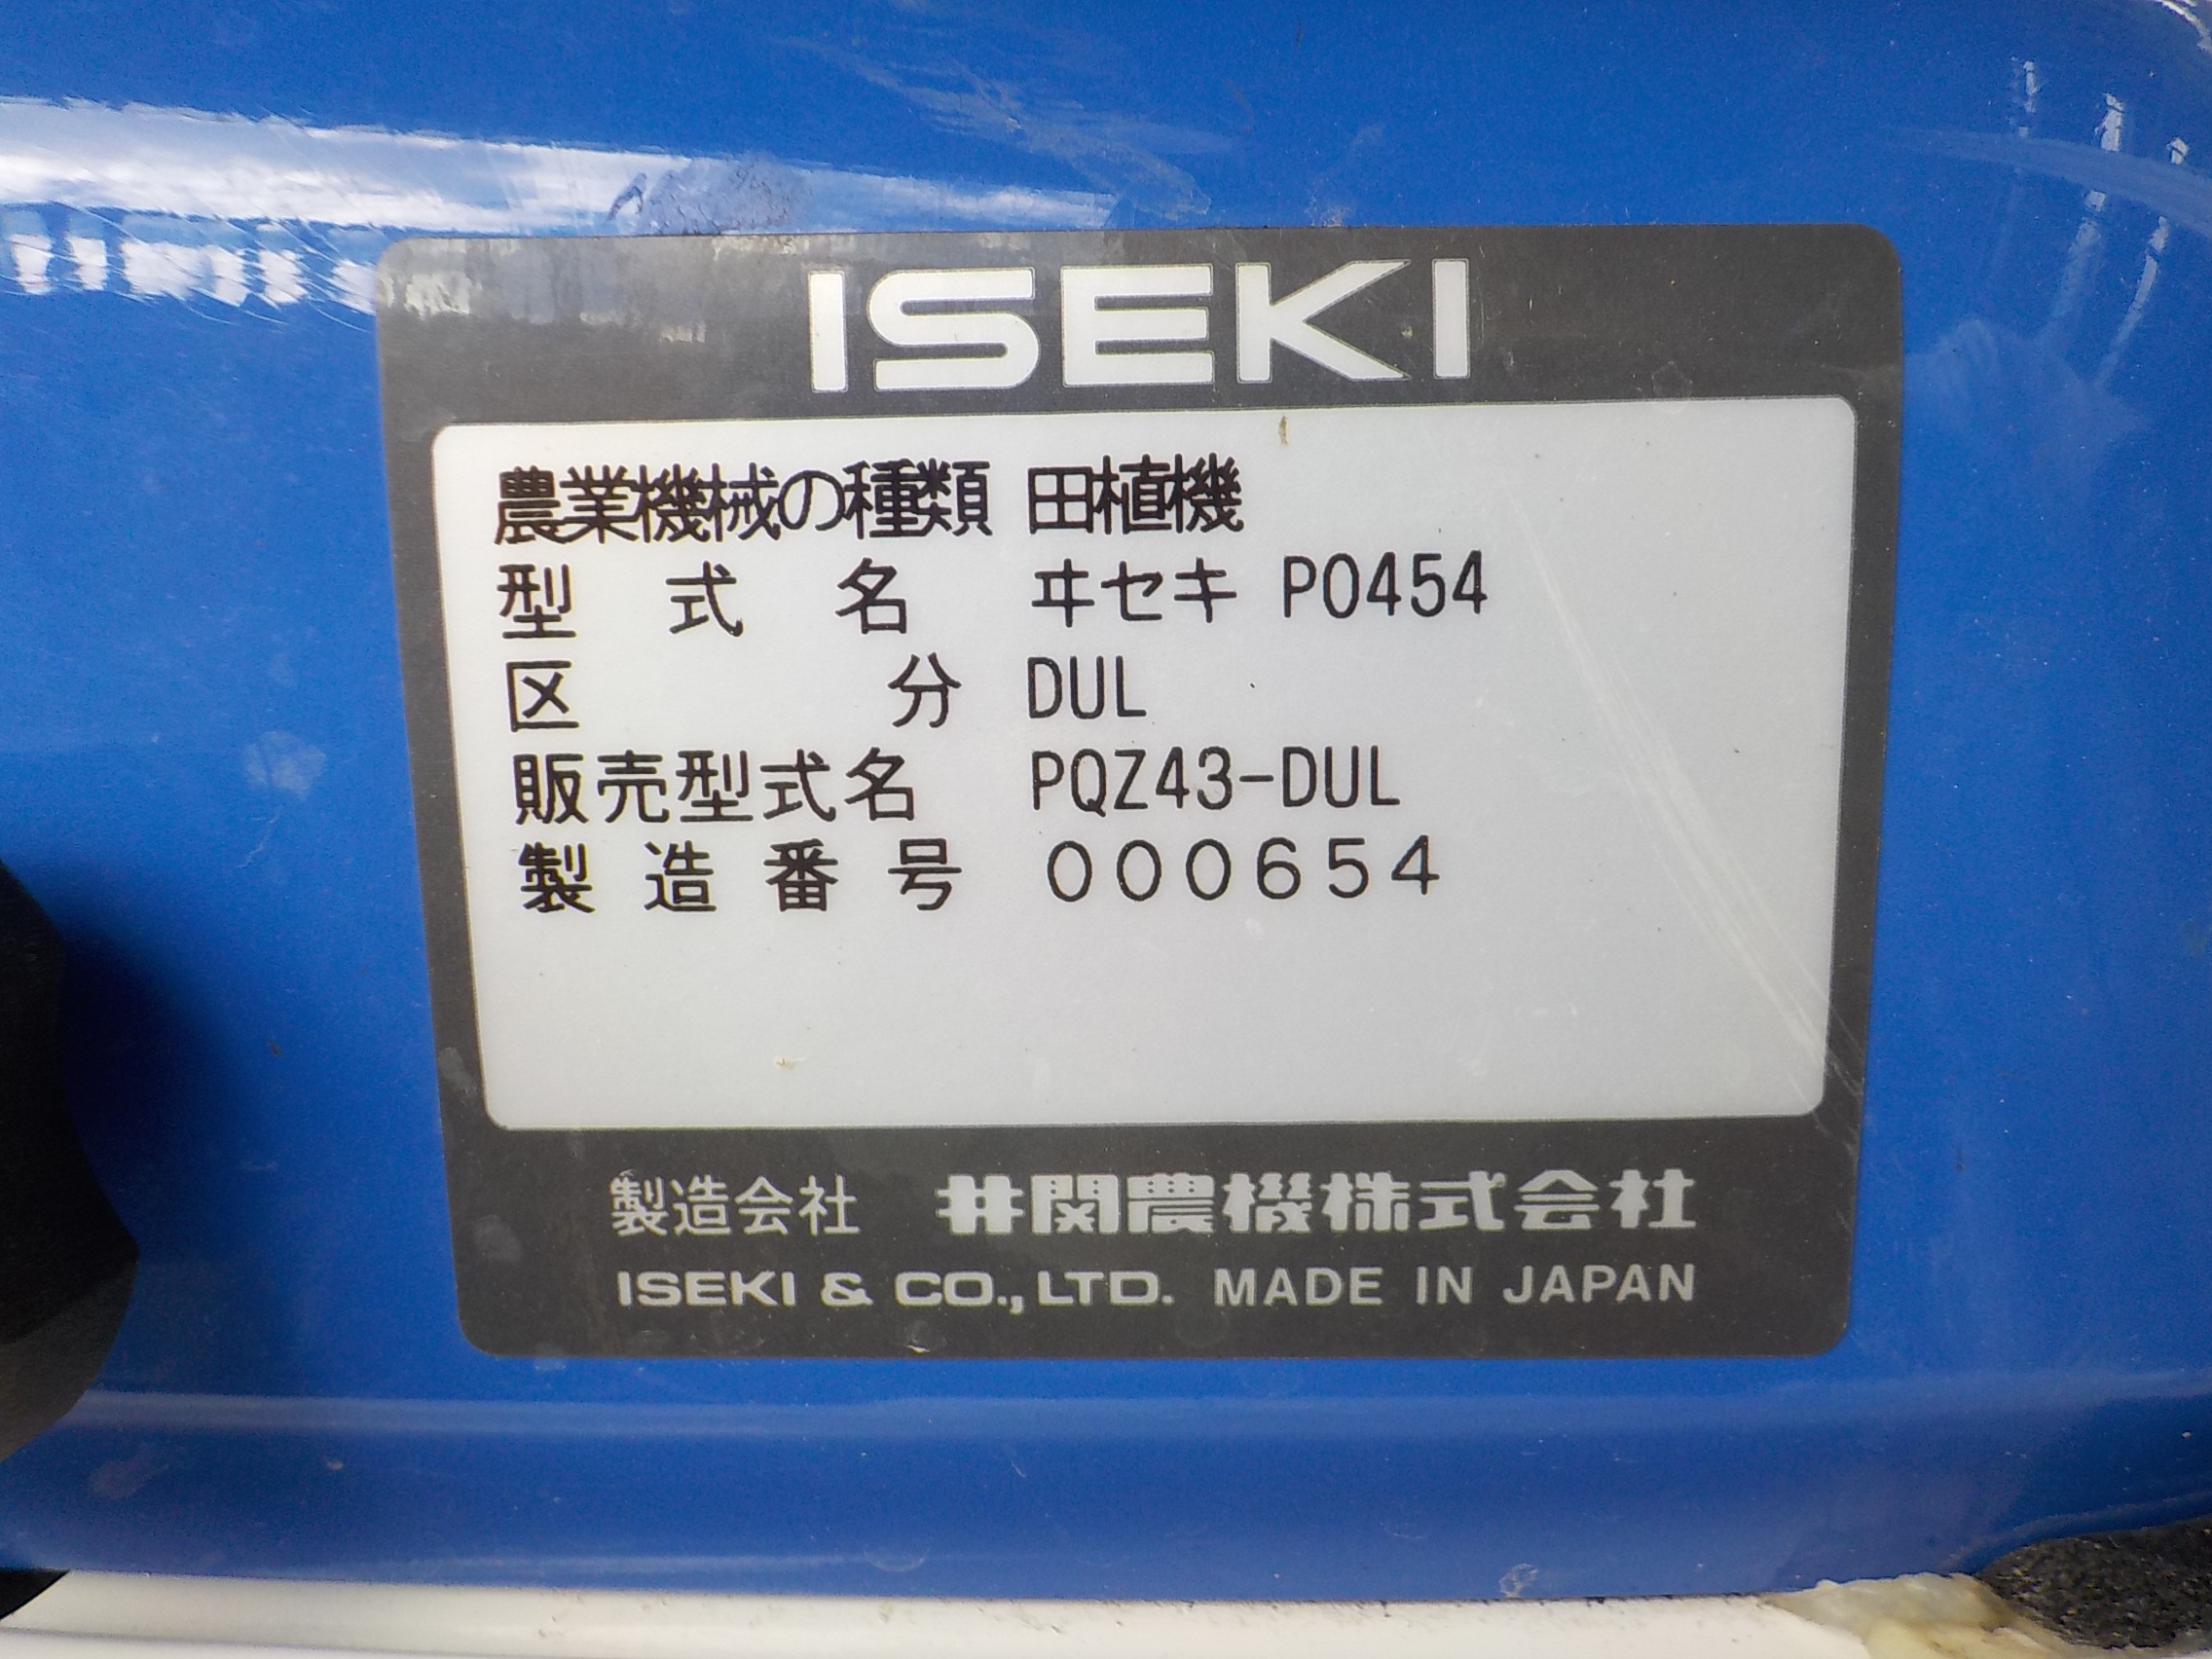 ISEKI
農業機械の種類 田植機
型式名 ヰセキ P0454
区分 DUL
販売型式名 PQZ43-DUL
製造番号 000654
製造会社 井関農機株式会社
ISEKI & CO., LTD. MADE IN JAPAN